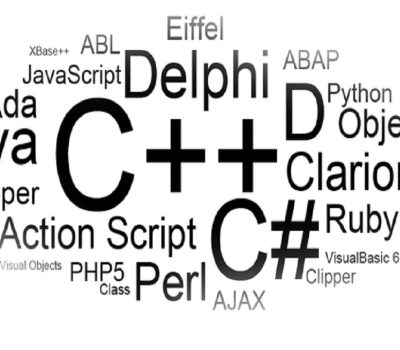 Eiffel
XBase++ ABL
Delphi
ABAP
JavaScript
Python
D
Ada
Obje
va
C++
Clarion
per
Ruby
Action Script
C#
Visual Objects
PHP5
Class
Perl
VisualBasic 6
Clipper
AJAX